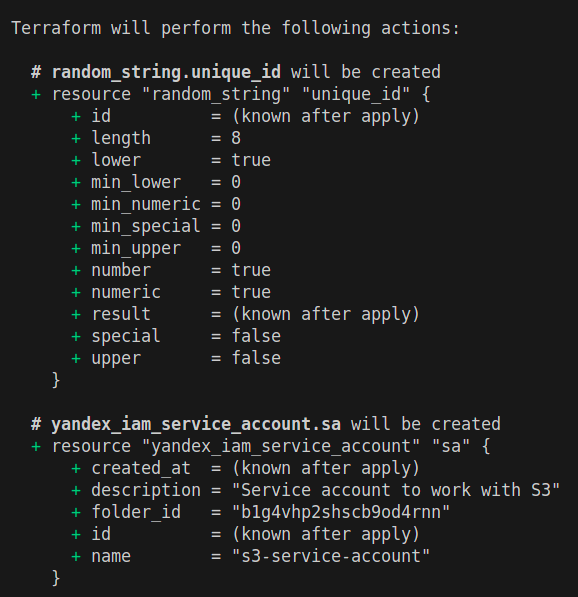 Terraform will perform the following actions:
# random_string.unique_id will be created
+ resource "random_string" "unique_id" {
+ id = (known after apply)
+ length = 8
+ lower = true
+ min_lower = 0
+ min_numeric = 0
+ min_special = 0
+ min_upper = 0
+ number = true
+ numeric = true
+ result = (known after apply)
+ special = false
+ upper = false
}
# yandex_iam_service_account.sa will be created
+ resource "yandex_iam_service_account" "sa" {
+ created_at = (known after apply)
+ description = "Service account to work with S3"
+ folder_id = "b1g4vhp2shscb9od4rnn"
+ id = (known after apply)
+ name = "s3-service-account"
}